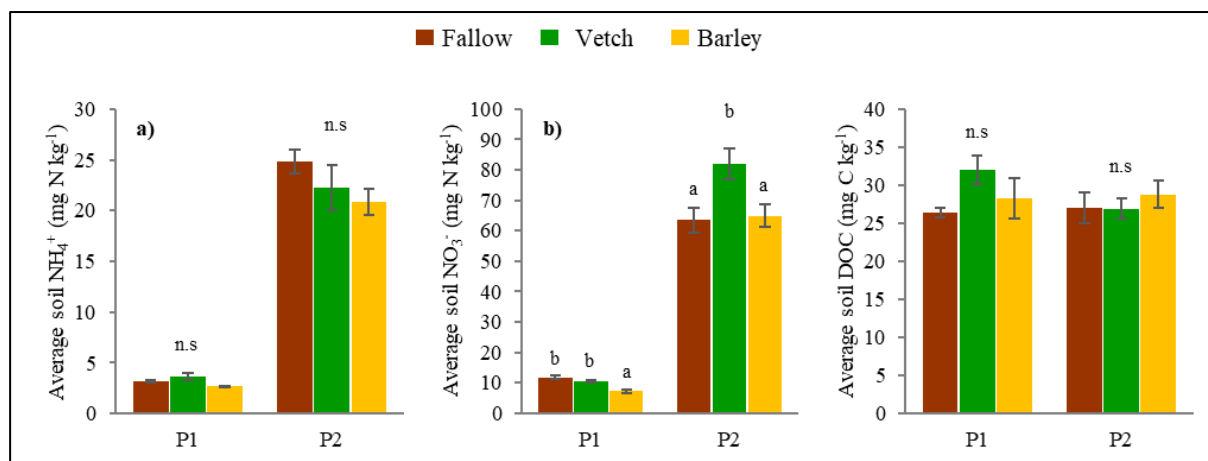 Fallow Vetch Barley
Average soil NH₄⁺ (mg N kg⁻¹)
30
25
20
15
10
5
0
a)
n.s
n.s
P1 P2
Average soil NO₃⁻ (mg N kg⁻¹)
100
90
80
70
60
50
40
30
20
10
0
b)
b
a a
b b a
P1 P2
Average soil DOC (mg C kg⁻¹)
40
35
30
25
20
15
10
5
0
n.s
n.s
P1 P2